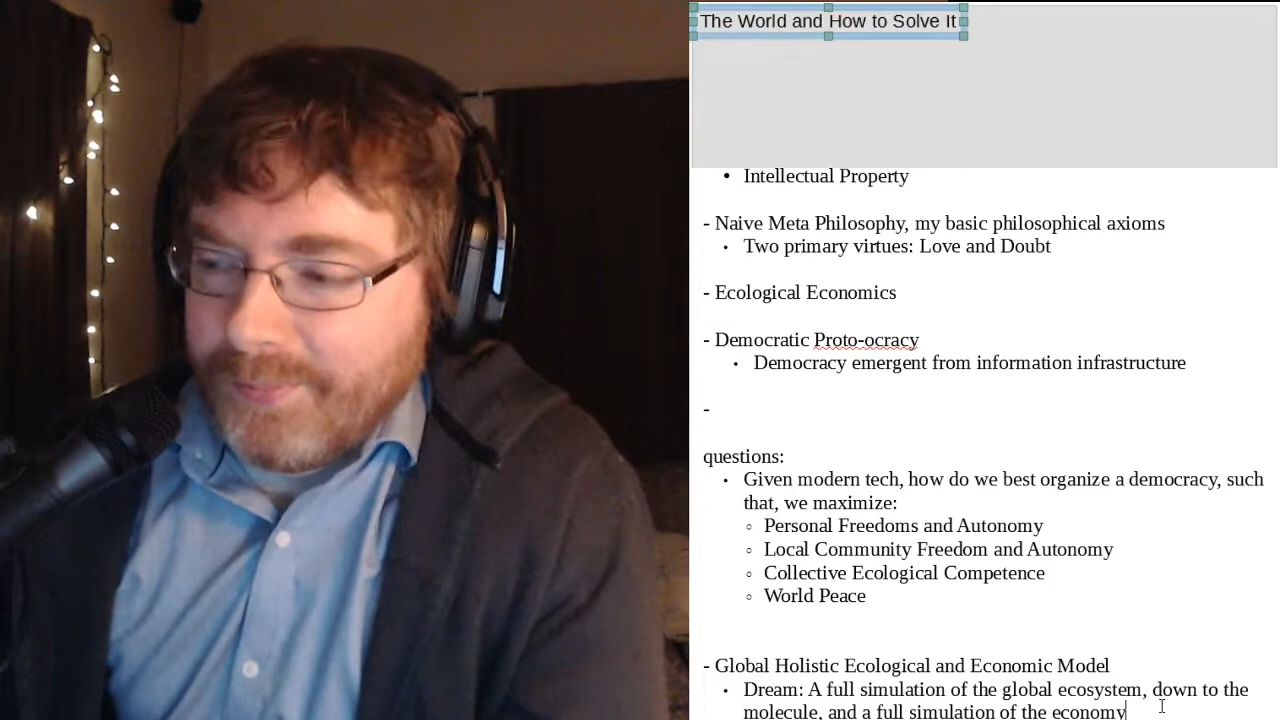 The World and How to Solve It
• Intellectual Property
- Naive Meta Philosophy, my basic philosophical axioms
• Two primary virtues: Love and Doubt
- Ecological Economics
- Democratic Proto-ocracy
• Democracy emergent from information infrastructure
-
questions:
• Given modern tech, how do we best organize a democracy, such
that, we maximize:
◦ Personal Freedoms and Autonomy
◦ Local Community Freedom and Autonomy
◦ Collective Ecological Competence
◦ World Peace
- Global Holistic Ecological and Economic Model
• Dream: A full simulation of the global ecosystem, down to the
molecule, and a full simulation of the economy